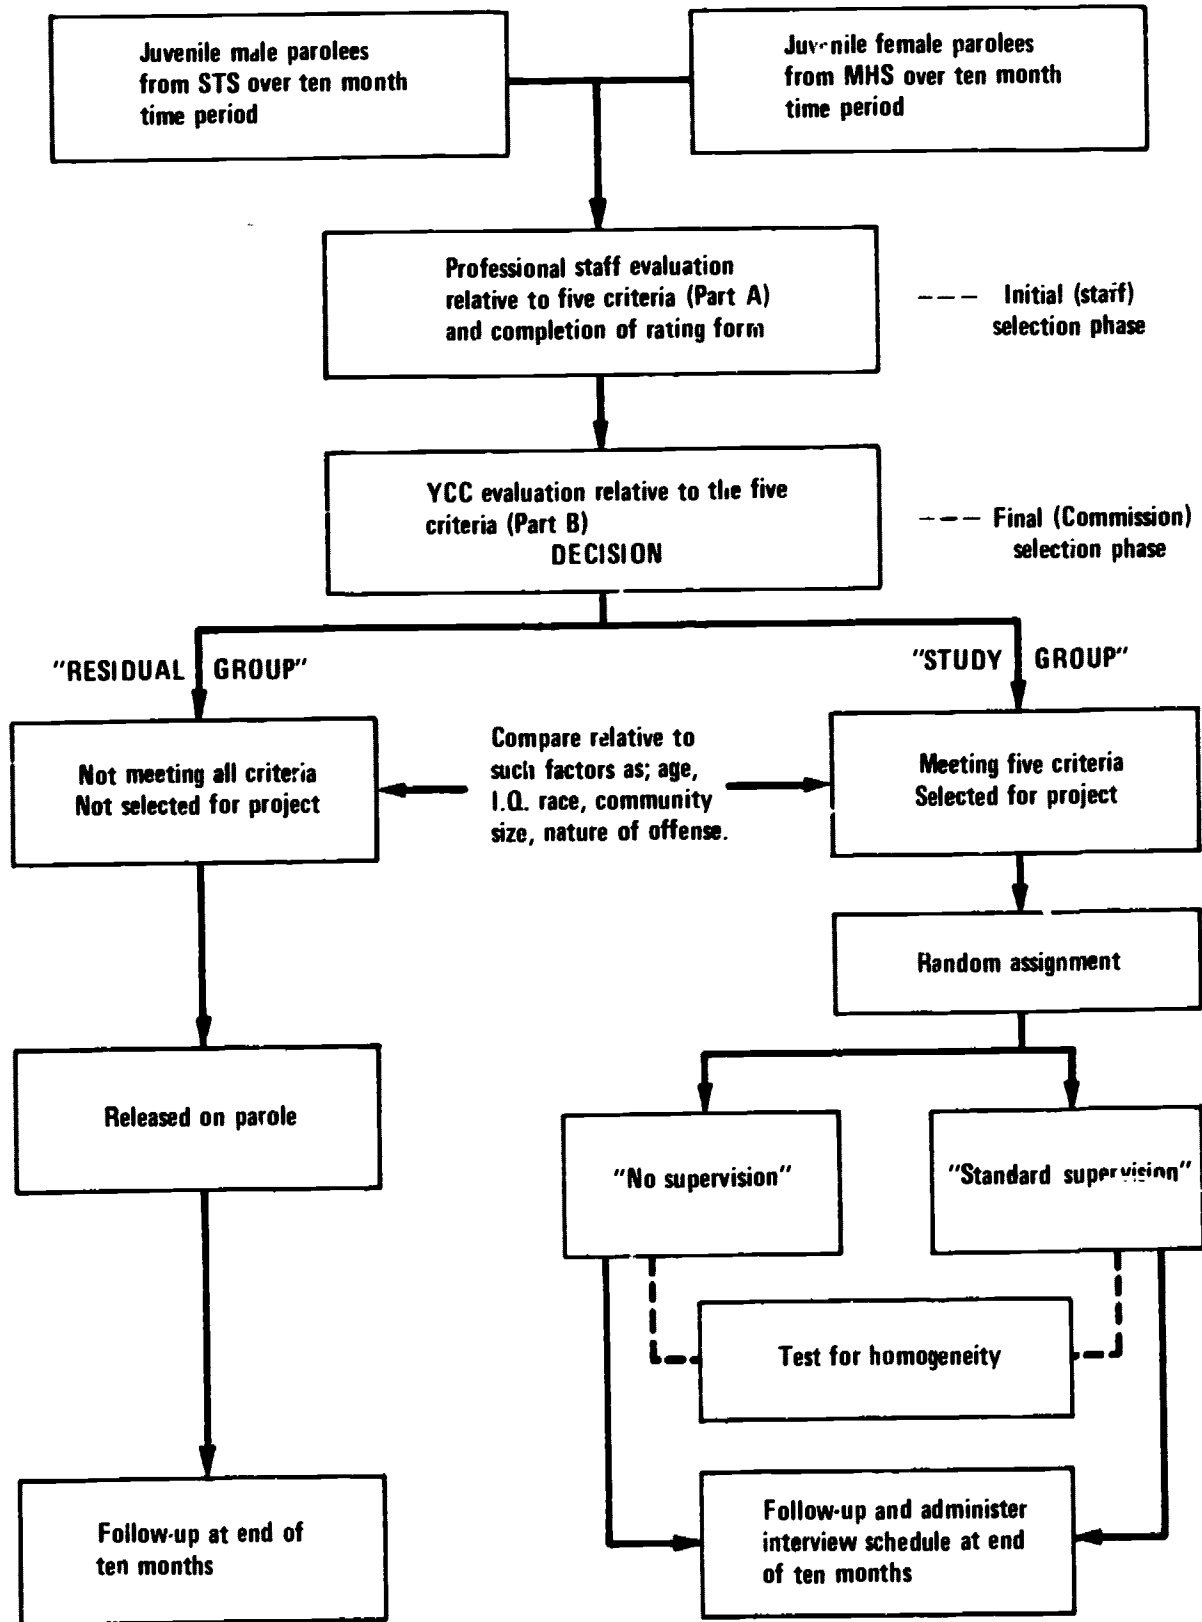 Juvenile male parolees
from STS over ten month
time period
Juvenile female parolees
from MHS over ten month
time period
Professional staff evaluation
relative to five criteria (Part A)
and completion of rating form
--- Initial (staff)
selection phase
YCC evaluation relative to the five
criteria (Part B)
DECISION
--- Final (Commission)
selection phase
"RESIDUAL GROUP"
"STUDY GROUP"
Not meeting all criteria
Not selected for project
Compare relative to
such factors as; age,
I.Q. race, community
size, nature of offense.
Meeting five criteria
Selected for project
Random assignment
Released on parole
"No supervision"
"Standard supervision"
Test for homogeneity
Follow-up at end of
ten months
Follow-up and administer
interview schedule at end
of ten months